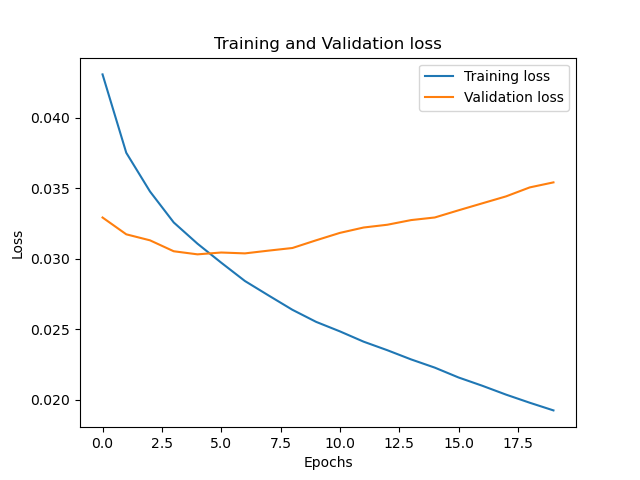 Training and Validation loss
Training loss
Validation loss
0.040
0.035
0.030
0.025
0.020
Loss
0.0 2.5 5.0 7.5 10.0 12.5 15.0 17.5
Epochs